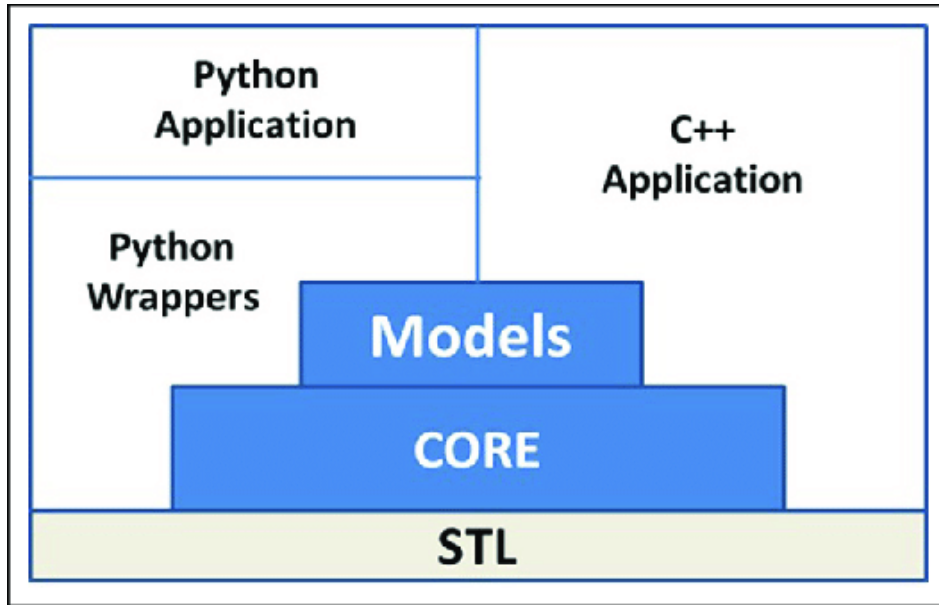 Python
Application
C++
Application
Python
Wrappers
Models
CORE
STL